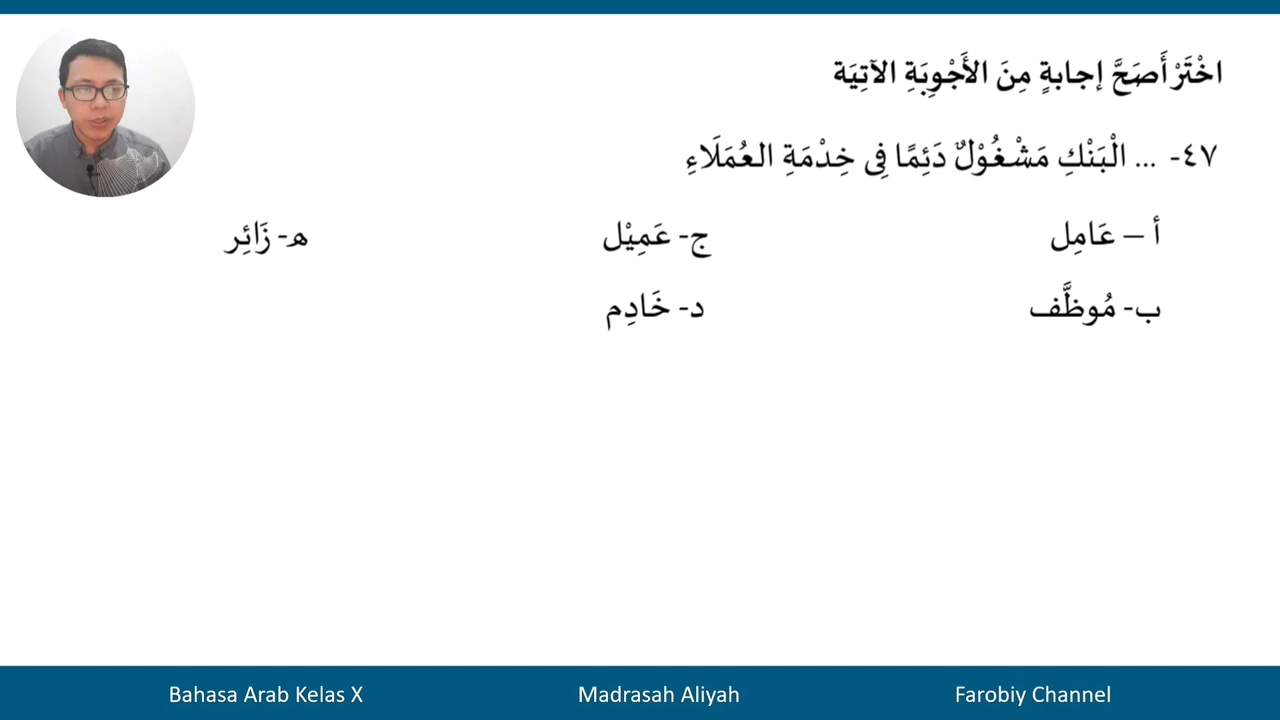 اخْتَرْ أَصَحَّ إجابةٍ مِنَ الأَجْوِبَةِ الآتِيَة
٤٧- ... الْبَنْكِ مَشْغُوْلٌ دَئِمًا فِى خِدْمَةِ العُمَلَاءِ
أ – عَامِل ج- عَمِيْل ه- زَائِر
ب- مُوظَّف د- خَادِم
Bahasa Arab Kelas X Madrasah Aliyah Farobiy Channel